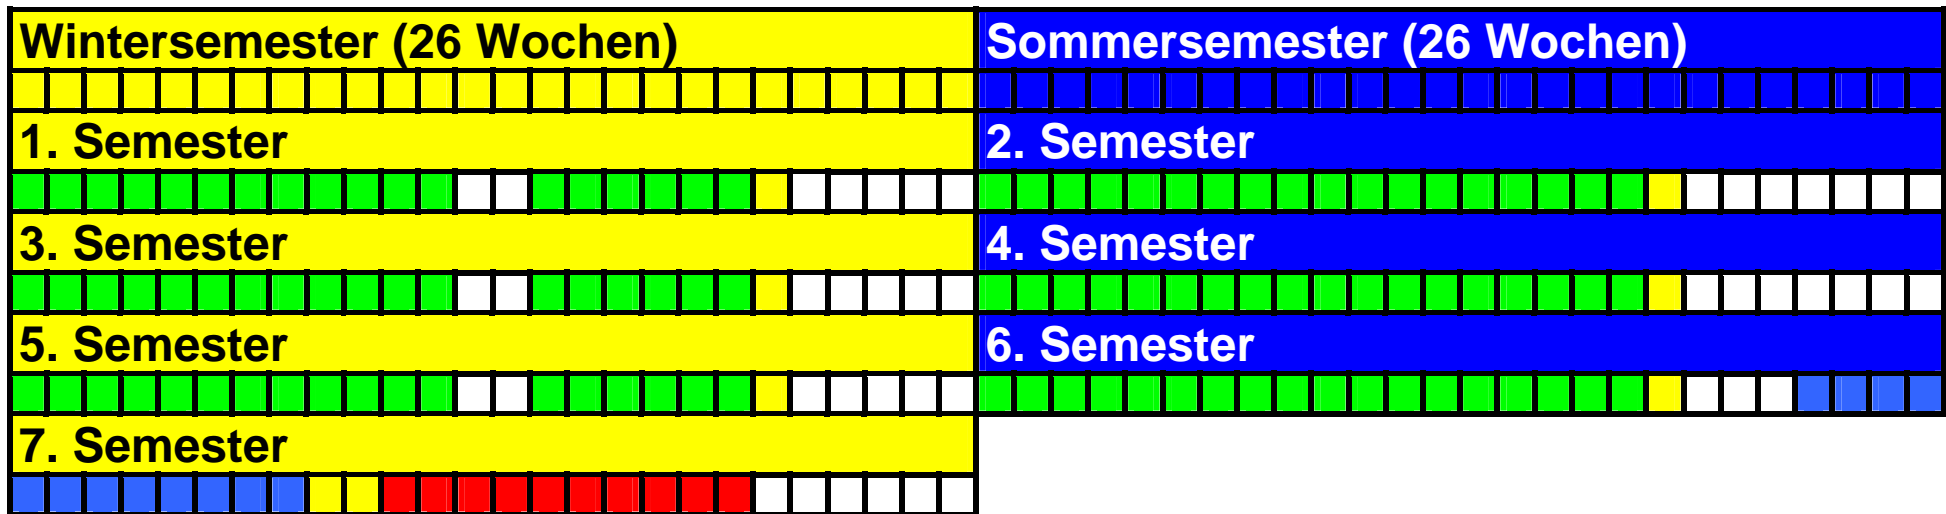 Wintersemester (26 Wochen)
Sommersemester (26 Wochen)
1. Semester
2. Semester
3. Semester
4. Semester
5. Semester
6. Semester
7. Semester